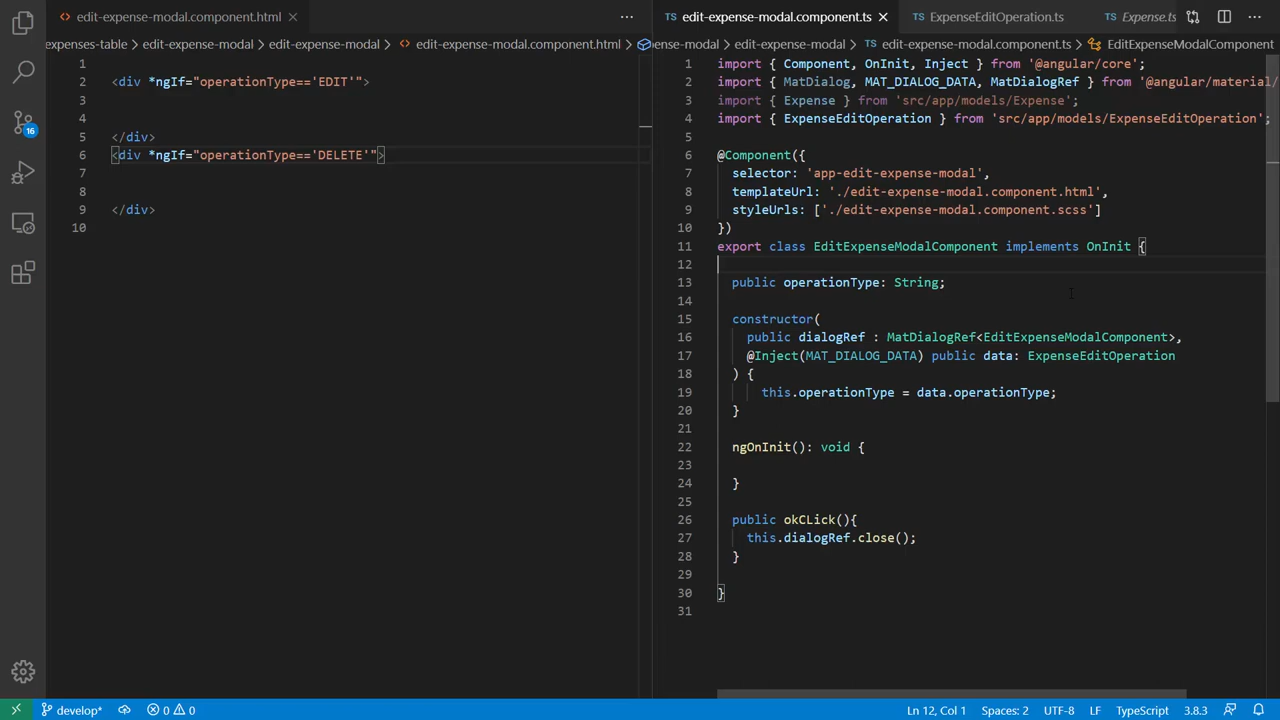 edit-expense-modal.component.html
edit-expense-modal.component.ts
ExpenseEditOperation.ts
Expense.ts
expenses-table > edit-expense-modal > edit-expense-modal > edit-expense-modal.component.html >
ense-modal > edit-expense-modal > edit-expense-modal.component.ts > EditExpenseModalComponent
1
2 <div *ngIf="operationType=='EDIT'">
3
4
5 </div>
6 <div *ngIf="operationType=='DELETE'">
7
8
9 </div>
10
1 import { Component, OnInit, Inject } from '@angular/core';
2 import { MatDialog, MAT_DIALOG_DATA, MatDialogRef } from '@angular/material/
3 import { Expense } from 'src/app/models/Expense';
4 import { ExpenseEditOperation } from 'src/app/models/ExpenseEditOperation';
5
6 @Component({
7 selector: 'app-edit-expense-modal',
8 templateUrl: './edit-expense-modal.component.html',
9 styleUrls: ['./edit-expense-modal.component.scss']
10 })
11 export class EditExpenseModalComponent implements OnInit {
12
13 public operationType: String;
14
15 constructor(
16 public dialogRef : MatDialogRef<EditExpenseModalComponent>,
17 @Inject(MAT_DIALOG_DATA) public data: ExpenseEditOperation
18 ) {
19 this.operationType = data.operationType;
20 }
21
22 ngOnInit(): void {
23
24 }
25
26 public okCLick(){
27 this.dialogRef.close();
28 }
29
30 }
31
16
develop*
0 0
Ln 12, Col 1
Spaces: 2
UTF-8
LF
TypeScript
3.8.3